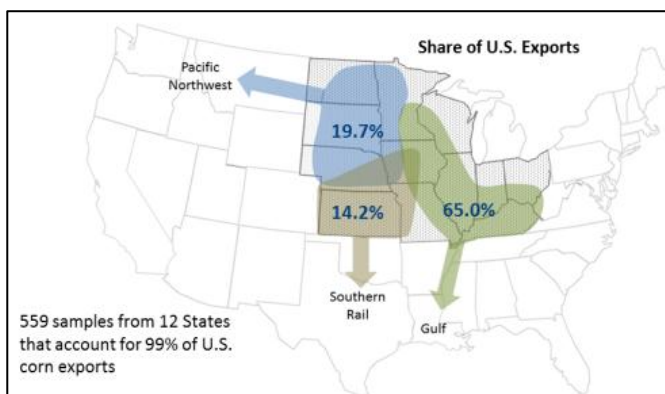 Share of U.S. Exports
Pacific
Northwest
19.7%
14.2%
65.0%
Southern
Rail
Gulf
559 samples from 12 States
that account for 99% of U.S.
corn exports